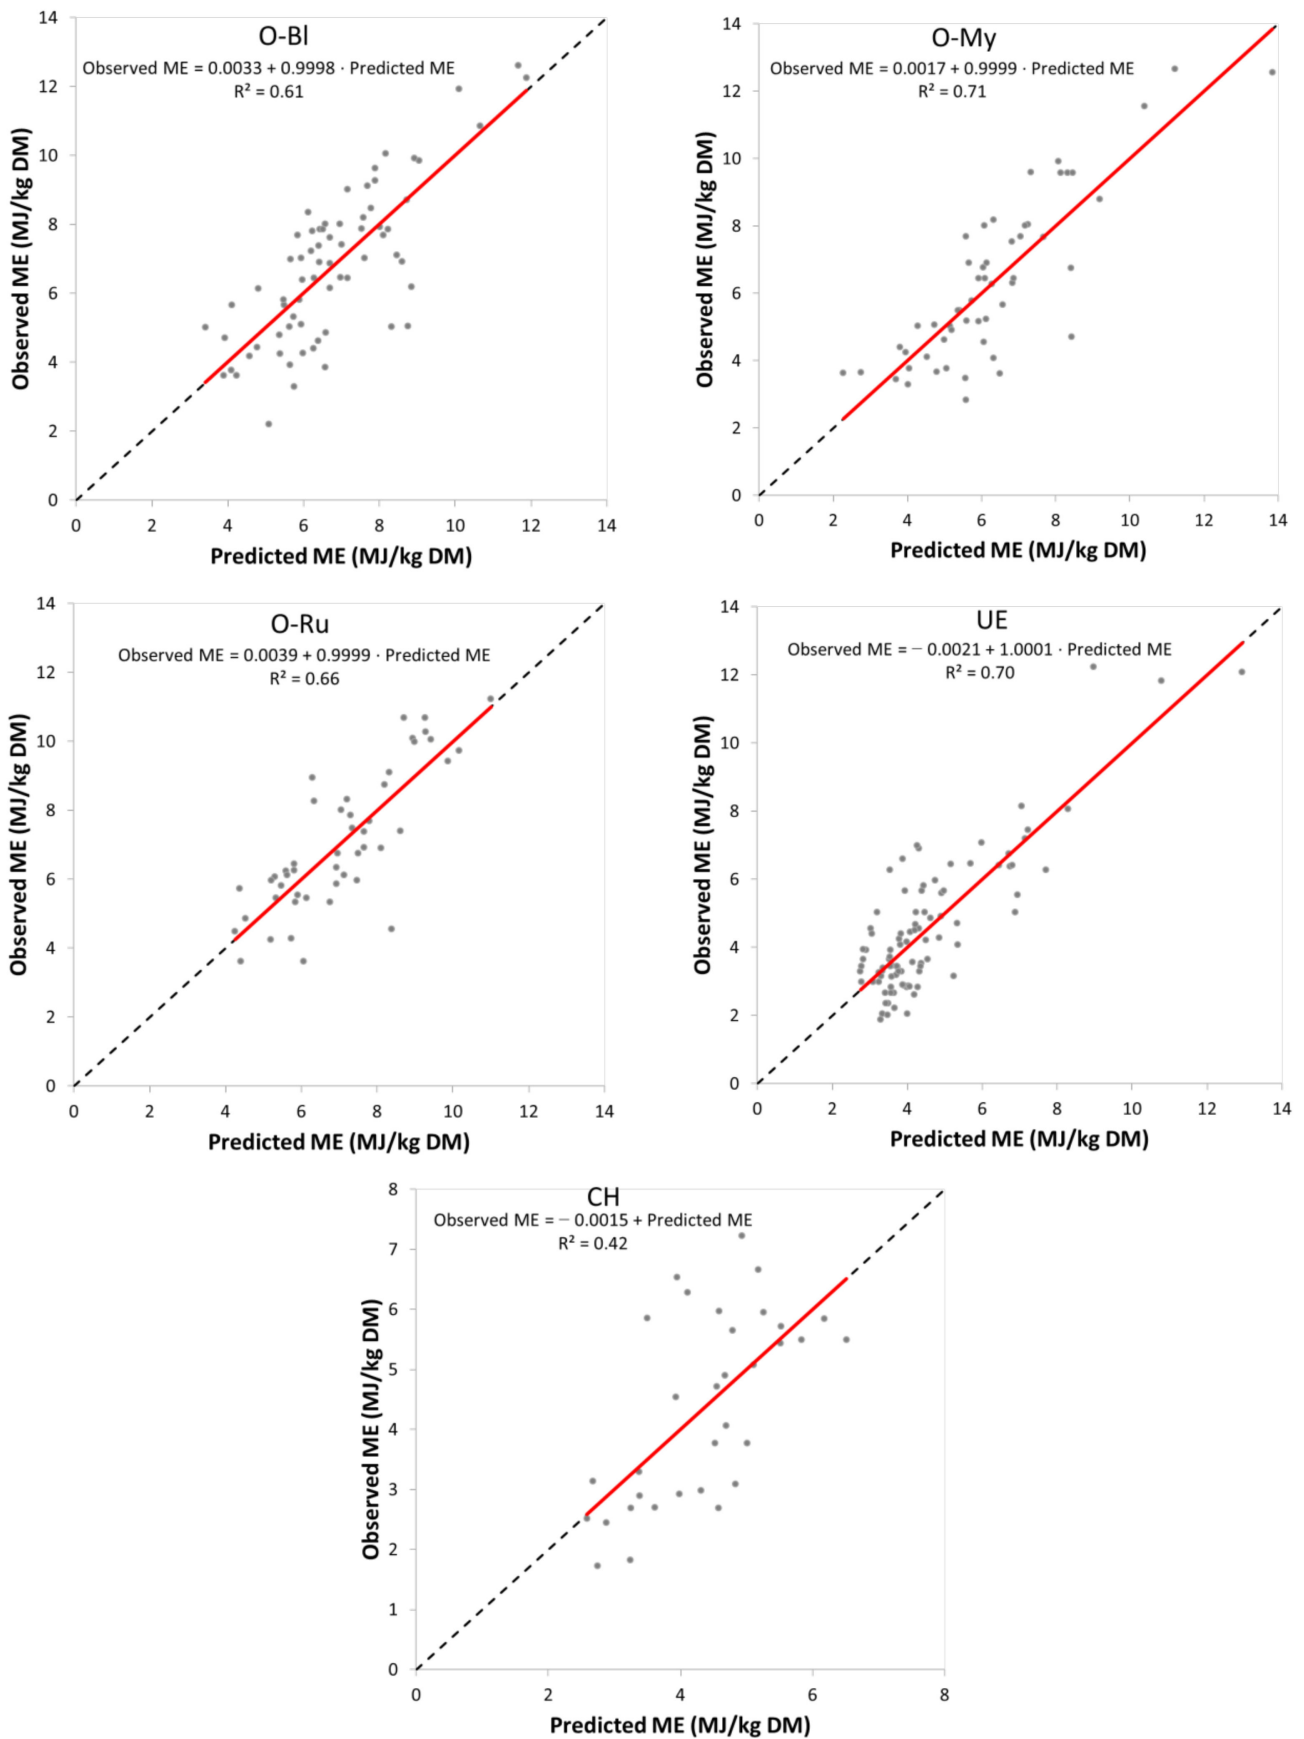 O-Bl
Observed ME = 0.0033 + 0.9998 · Predicted ME
R² = 0.61
Observed ME (MJ/kg DM)
14
12
10
8
6
4
2
0
0 2 4 6 8 10 12 14
Predicted ME (MJ/kg DM)
O-My
Observed ME = 0.0017 + 0.9999 · Predicted ME
R² = 0.71
Observed ME (MJ/kg DM)
14
12
10
8
6
4
2
0
0 2 4 6 8 10 12 14
Predicted ME (MJ/kg DM)
O-Ru
Observed ME = 0.0039 + 0.9999 · Predicted ME
R² = 0.66
Observed ME (MJ/kg DM)
14
12
10
8
6
4
2
0
0 2 4 6 8 10 12 14
Predicted ME (MJ/kg DM)
UE
Observed ME = − 0.0021 + 1.0001 · Predicted ME
R² = 0.70
Observed ME (MJ/kg DM)
14
12
10
8
6
4
2
0
0 2 4 6 8 10 12 14
Predicted ME (MJ/kg DM)
CH
Observed ME = − 0.0015 + Predicted ME
R² = 0.42
Observed ME (MJ/kg DM)
8
7
6
5
4
3
2
1
0
0 2 4 6 8
Predicted ME (MJ/kg DM)